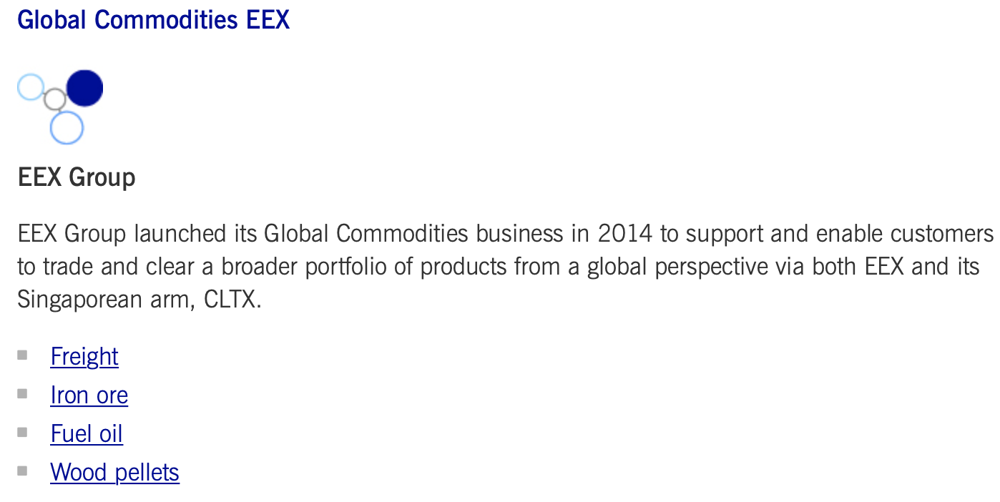 Global Commodities EEX
EEX Group
EEX Group launched its Global Commodities business in 2014 to support and enable customers
to trade and clear a broader portfolio of products from a global perspective via both EEX and its
Singaporean arm, CLTX.
Freight
Iron ore
Fuel oil
Wood pellets